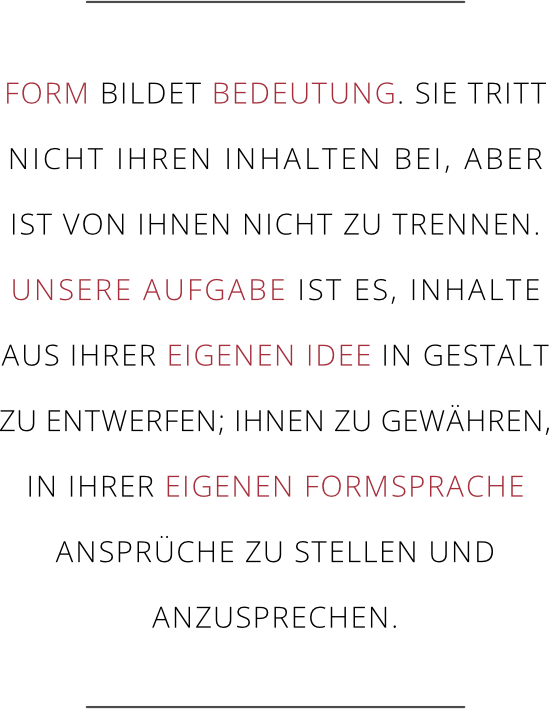 FORM BILDET BEDEUTUNG. SIE TRITT
NICHT IHREN INHALTEN BEI, ABER
IST VON IHNEN NICHT ZU TRENNEN.
UNSERE AUFGABE IST ES, INHALTE
AUS IHRER EIGENEN IDEE IN GESTALT
ZU ENTWERFEN; IHNEN ZU GEWÄHREN,
IN IHRER EIGENEN FORMSPRACHE
ANSPRÜCHE ZU STELLEN UND
ANZUSPRECHEN.